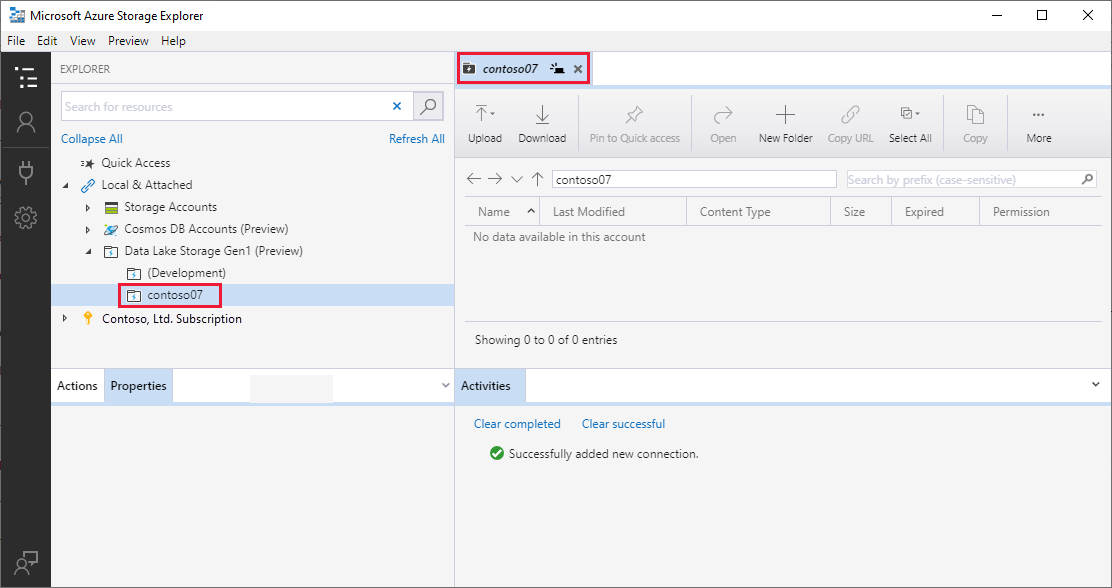 Microsoft Azure Storage Explorer
File Edit View Preview Help
EXPLORER
Search for resources
Collapse All Refresh All
Quick Access
Local & Attached
Storage Accounts
Cosmos DB Accounts (Preview)
Data Lake Storage Gen1 (Preview)
(Development)
contoso07
Contoso, Ltd. Subscription
Actions Properties
contoso07
Upload Download Pin to Quick access Open New Folder Copy URL Select All Copy More
contoso07 Search by prefix (case-sensitive)
Name Last Modified Content Type Size Expired Permission
No data available in this account
Showing 0 to 0 of 0 entries
Activities
Clear completed Clear successful
Successfully added new connection.